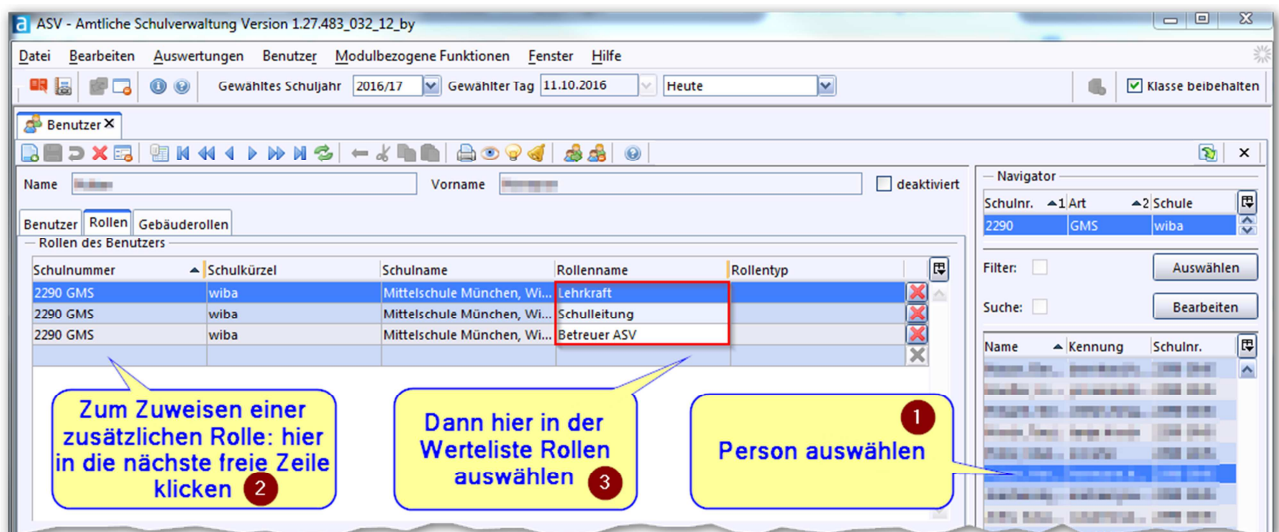 ASV - Amtliche Schulverwaltung Version 1.27.483_032_12_by
Datei Bearbeiten Auswertungen Benutzer Modulbezogene Funktionen Fenster Hilfe
Gewähltes Schuljahr 2016/17 Gewählter Tag 11.10.2016 Heute Klasse beibehalten
Benutzer
Name Vorname deaktiviert
Benutzer Rollen Gebäuderollen
Rollen des Benutzers
Schulnummer Schulkürzel Schulname Rollenname Rollentyp
2290 GMS wiba Mittelschule München, Wi... Lehrkraft
2290 GMS wiba Mittelschule München, Wi... Schulleitung
2290 GMS wiba Mittelschule München, Wi... Betreuer ASV
Navigator
Schulnr. 1 Art 2 Schule
2290 GMS wiba
Filter: Auswählen
Suche: Bearbeiten
Name Kennung Schulnr.
Zum Zuweisen einer
zusätzlichen Rolle: hier
in die nächste freie Zeile
klicken 2
Dann hier in der
Werteliste Rollen
auswählen 3
1
Person auswählen